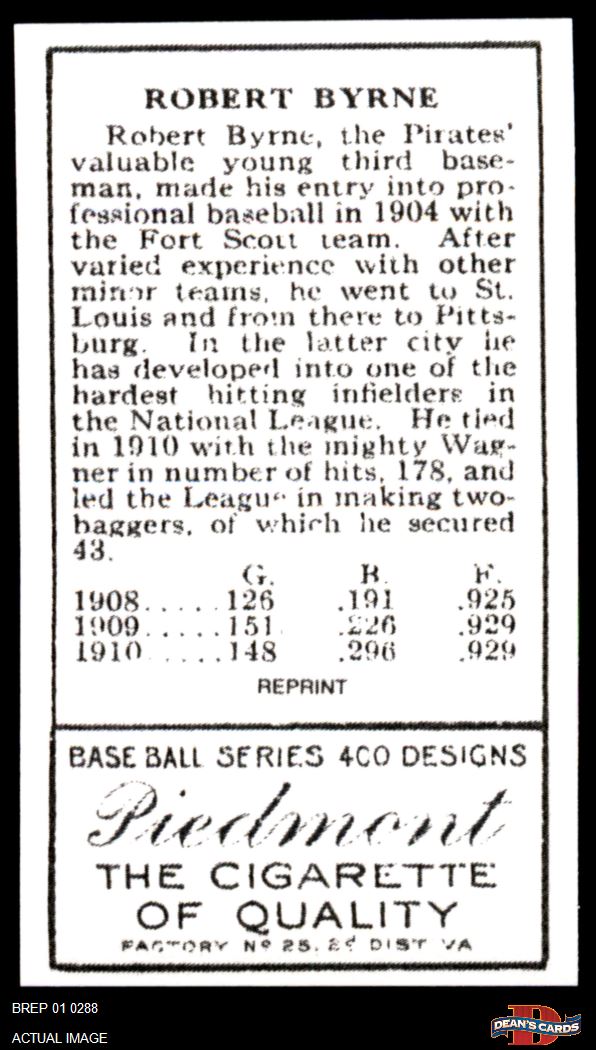 ROBERT BYRNE
Robert Byrne, the Pirates'
valuable young third base-
man, made his entry into pro-
fessional baseball in 1904 with
the Fort Scott team. After
varied experience with other
minor teams, he went to St.
Louis and from there to Pitts-
burg. In the latter city he
has developed into one of the
hardest hitting infielders in
the National League. He tied
in 1910 with the mighty Wag-
ner in number of hits, 178, and
led the League in making two-
baggers, of which he secured
43.
G. B. F.
1908.....126 .191 .925
1909.....151 .226 .929
1910.....148 .296 .929
REPRINT
BASE BALL SERIES 400 DESIGNS
Piedmont
THE CIGARETTE
OF QUALITY
FACTORY No 25, 2d DIST VA
BREP 01 0288
ACTUAL IMAGE
D
DEAN'S CARDS